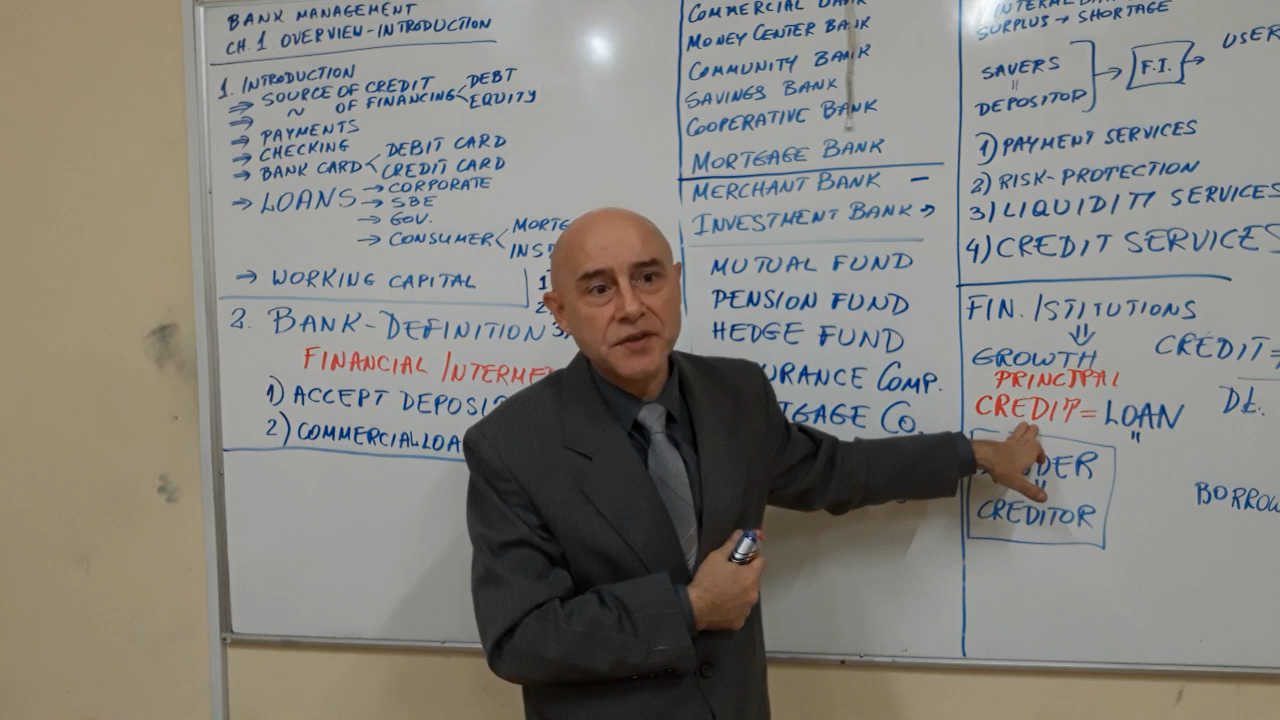 BANK MANAGEMENT
CH.1 OVERVIEW-INTRODUCTION
1. INTRODUCTION
⇒ SOURCE OF CREDIT
⇒ ~ OF FINANCING < DEBT
EQUITY
⇒ PAYMENTS
⇒ CHECKING
⇒ BANK CARD < DEBIT CARD
CREDIT CARD
⇒ LOANS → CORPORATE
→ SBE
→ GOV.
→ CONSUMER <
→ WORKING CAPITAL
2. BANK-DEFINITION
FINANCIAL
1) ACCEPT
2) COMMERCIAL
COMMERCIAL
MONEY CENTER BANK
COMMUNITY BANK
SAVINGS BANK
COOPERATIVE BANK
MORTGAGE BANK
MERCHANT BANK –
INVESTMENT BANK →
MUTUAL FUND
PENSION FUND
HEDGE FUND
COMP.
CO.
SURPLUS → SHORTAGE
SAVERS
"
DEPOSITOR
→ F.I. →
1) PAYMENT SERVICES
2) RISK-PROTECTION
3) LIQUIDITY SERVICES
4) CREDIT SERVICES
FIN. ISTITUTIONS
⇓
GROWTH
PRINCIPAL
CREDIT = LOAN
"
CREDITOR
CREDIT =